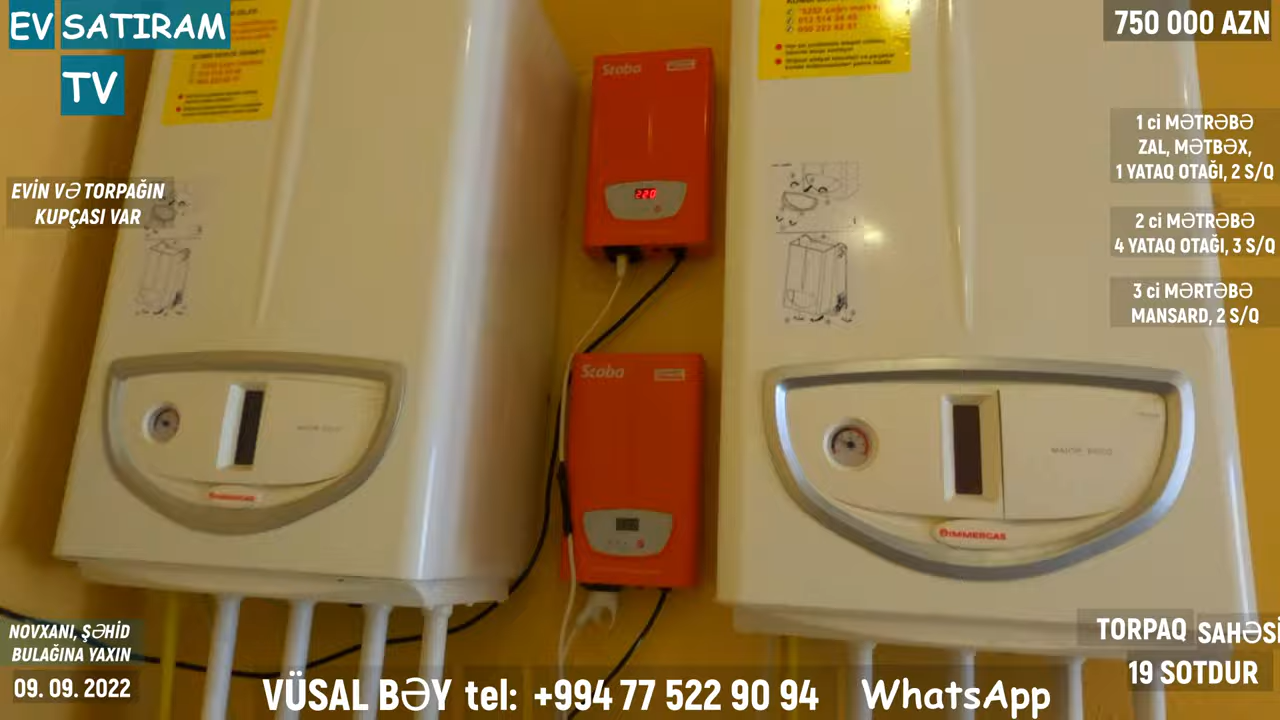 EV SATIRAM
TV
750 000 AZN
1 ci MƏTRƏBƏ
ZAL, MƏTBƏX,
1 YATAQ OTAĞI, 2 S/Q
2 ci MƏTRƏBƏ
4 YATAQ OTAĞI, 3 S/Q
3 ci MƏRTƏBƏ
MANSARD, 2 S/Q
EVİN VƏ TORPAĞIN
KUPÇASI VAR
Scoba
220
Scoba
IMMERGAS
IMMERGAS
NOVXANI, ŞƏHİD
BULAĞINA YAXIN
09. 09. 2022
TORPAQ SAHƏSİ
19 SOTDUR
VÜSAL BƏY tel: +994 77 522 90 94 WhatsApp